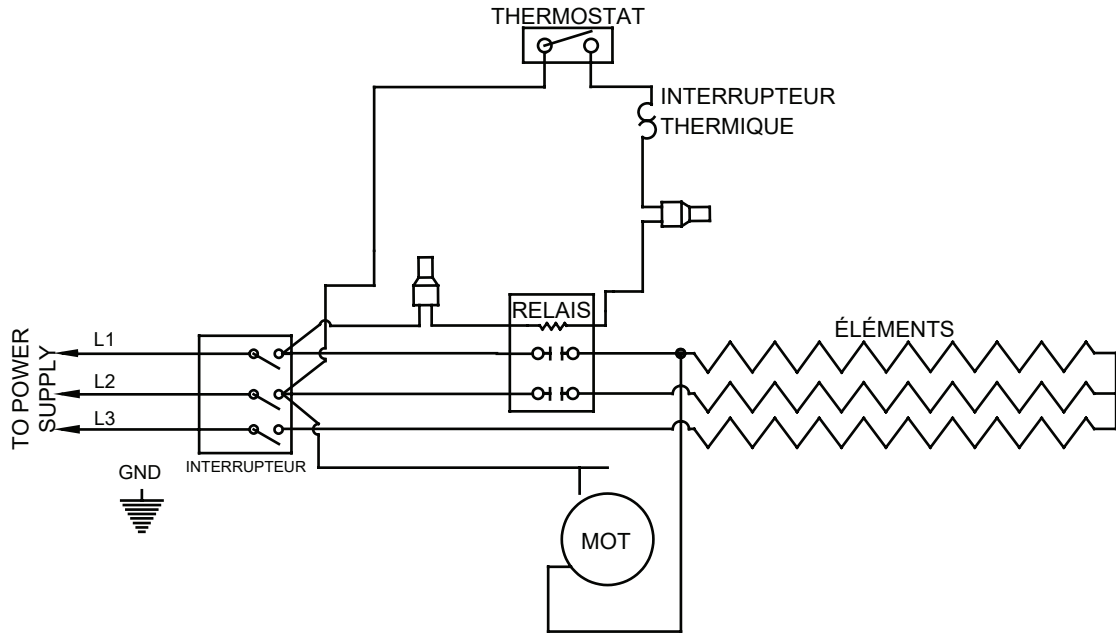 THERMOSTAT
INTERRUPTEUR
THERMIQUE
RELAIS
ÉLÉMENTS
TO POWER
SUPPLY
L1
L2
L3
INTERRUPTEUR
GND
MOT